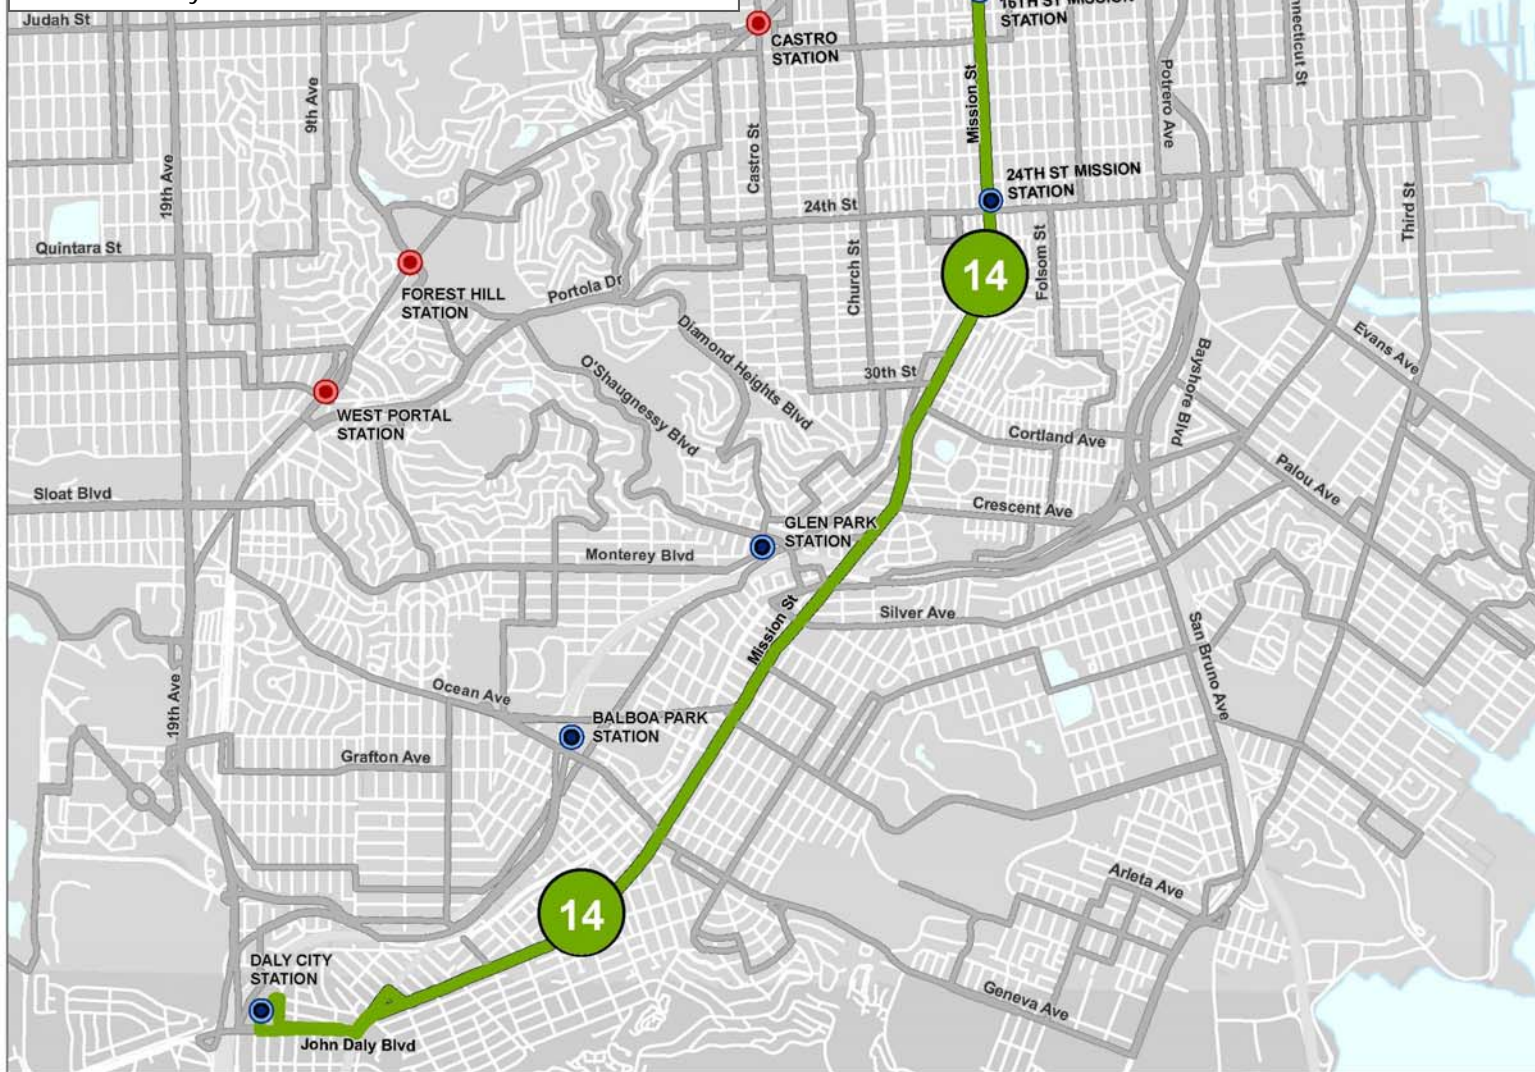 Judah St
16TH ST MISSION
STATION
CASTRO
STATION
9th Ave
19th Ave
Castro St
Mission St
Potrero Ave
24TH ST MISSION
STATION
24th St
Third St
Quintara St
Church St
Folsom St
14
FOREST HILL
STATION
Portola Dr
Diamond Heights Blvd
Evans Ave
Bayshore Blvd
O'Shaugnessy Blvd
30th St
WEST PORTAL
STATION
Cortland Ave
Palou Ave
Sloat Blvd
Crescent Ave
GLEN PARK
STATION
Monterey Blvd
Mission St
Silver Ave
San Bruno Ave
Ocean Ave
19th Ave
BALBOA PARK
STATION
Grafton Ave
Arleta Ave
14
DALY CITY
STATION
Geneva Ave
John Daly Blvd